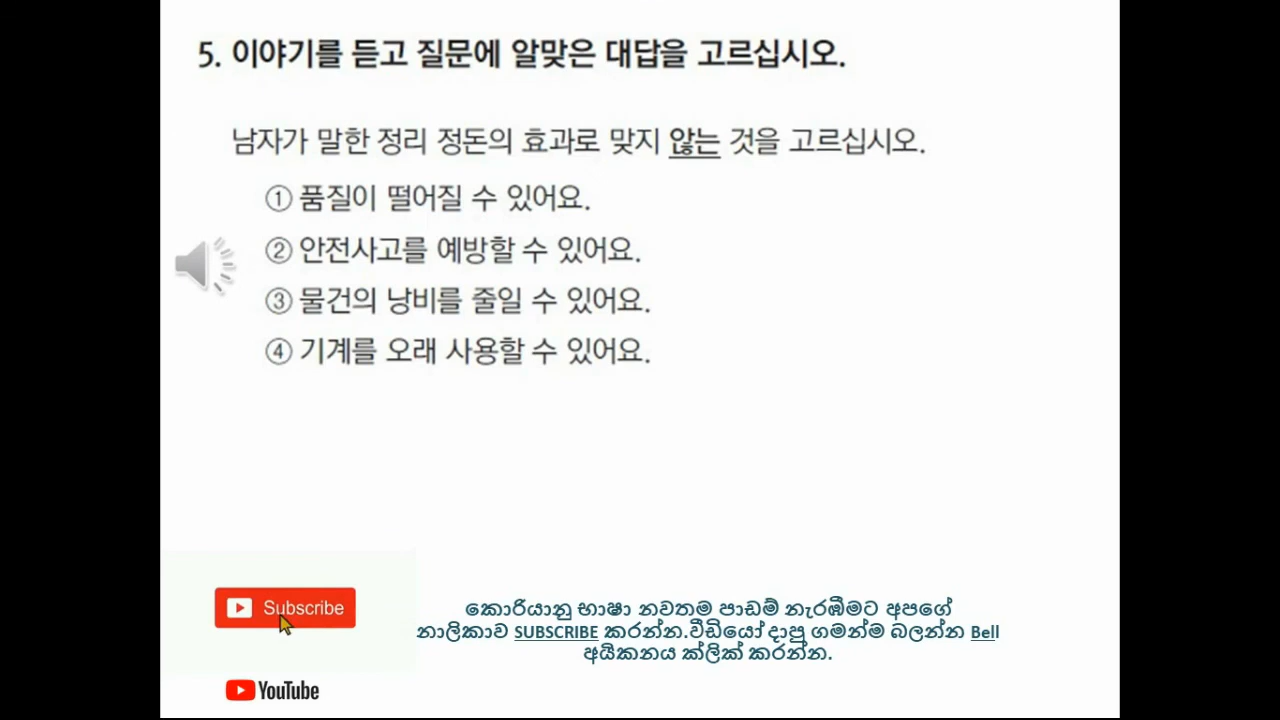 5. 이야기를 듣고 질문에 알맞은 대답을 고르십시오.
남자가 말한 정리 정돈의 효과로 맞지 않는 것을 고르십시오.
① 품질이 떨어질 수 있어요.
② 안전사고를 예방할 수 있어요.
③ 물건의 낭비를 줄일 수 있어요.
④ 기계를 오래 사용할 수 있어요.
Subscribe
YouTube
කොරියානු භාෂා නවතම පාඩම් නැරඹීමට අපගේ
නාලිකාව SUBSCRIBE කරන්න.වීඩියෝ දාපු ගමන්ම බලන්න Bell
අයිකනය ක්ලික් කරන්න.